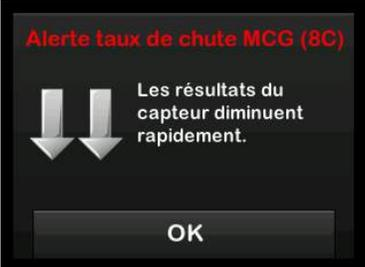 Alerte taux de chute MCG (8C)
Les résultats du
capteur diminuent
rapidement.
OK